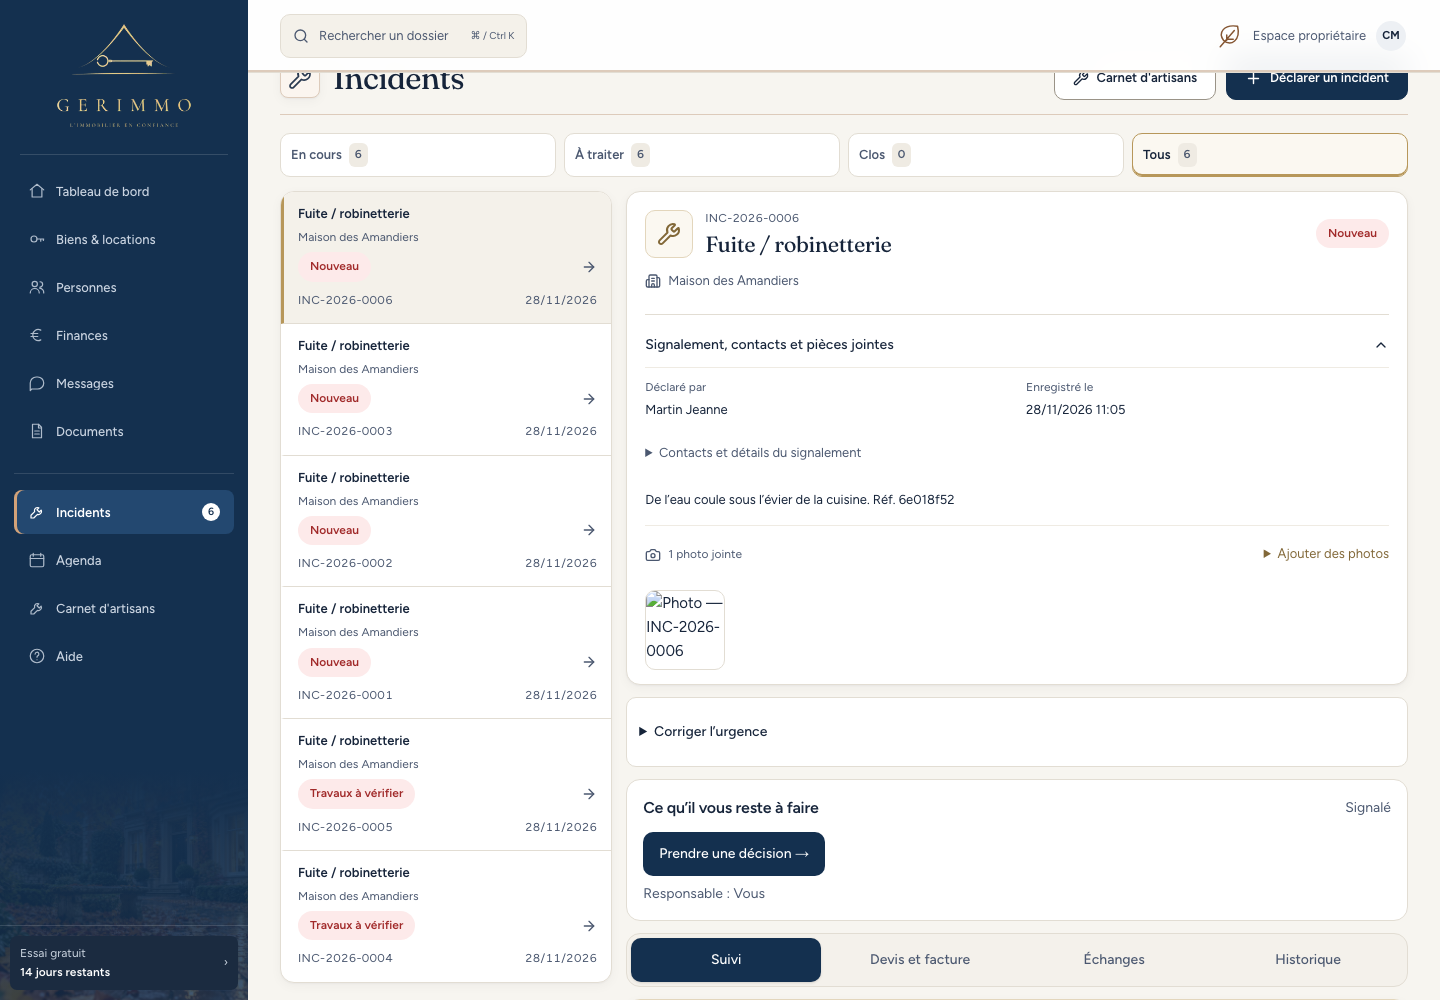 GERIMMO
L'IMMOBILIER EN CONFIANCE
Tableau de bord
Biens & locations
Personnes
Finances
Messages
Documents
Incidents 6
Agenda
Carnet d'artisans
Aide
Essai gratuit
14 jours restants
Rechercher un dossier ⌘ / Ctrl K
Espace propriétaire CM
Incidents
Carnet d'artisans
Déclarer un incident
En cours 6
À traiter 6
Clos 0
Tous 6
Fuite / robinetterie
Maison des Amandiers
Nouveau
INC-2026-0006 28/11/2026
Fuite / robinetterie
Maison des Amandiers
Nouveau
INC-2026-0003 28/11/2026
Fuite / robinetterie
Maison des Amandiers
Nouveau
INC-2026-0002 28/11/2026
Fuite / robinetterie
Maison des Amandiers
Nouveau
INC-2026-0001 28/11/2026
Fuite / robinetterie
Maison des Amandiers
Travaux à vérifier
INC-2026-0005 28/11/2026
Fuite / robinetterie
Maison des Amandiers
Travaux à vérifier
INC-2026-0004 28/11/2026
INC-2026-0006
Fuite / robinetterie
Nouveau
Maison des Amandiers
Signalement, contacts et pièces jointes
Déclaré par
Martin Jeanne
Enregistré le
28/11/2026 11:05
Contacts et détails du signalement
De l’eau coule sous l’évier de la cuisine. Réf. 6e018f52
1 photo jointe
Ajouter des photos
Photo —
INC-2026-
0006
Corriger l’urgence
Ce qu’il vous reste à faire
Signalé
Prendre une décision →
Responsable : Vous
Suivi
Devis et facture
Échanges
Historique